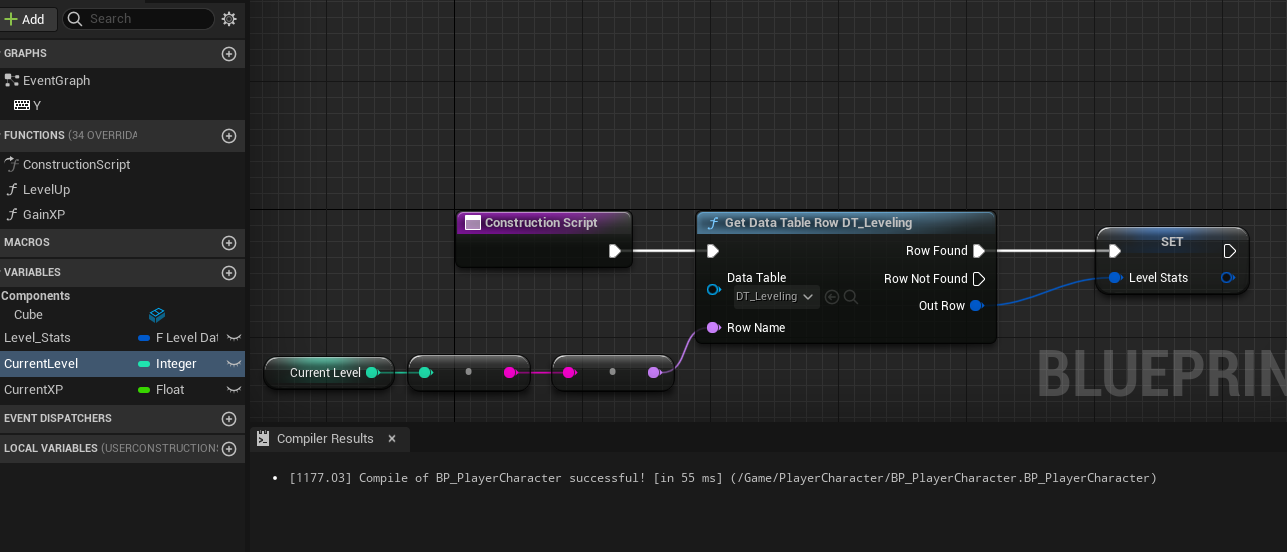 Add
Search
GRAPHS
EventGraph
Y
FUNCTIONS (34 OVERRIDA
ConstructionScript
LevelUp
GainXP
MACROS
VARIABLES
Components
Cube
Level_Stats F Level Dat
CurrentLevel Integer
CurrentXP Float
EVENT DISPATCHERS
LOCAL VARIABLES (USERCONSTRUCTIONS
Construction Script
Get Data Table Row DT_Leveling
Row Found
Data Table
DT_Leveling
Row Not Found
Out Row
Row Name
SET
Level Stats
Current Level
BLUEPRIN
Compiler Results
[1177.03] Compile of BP_PlayerCharacter successful! [in 55 ms] (/Game/PlayerCharacter/BP_PlayerCharacter.BP_PlayerCharacter)